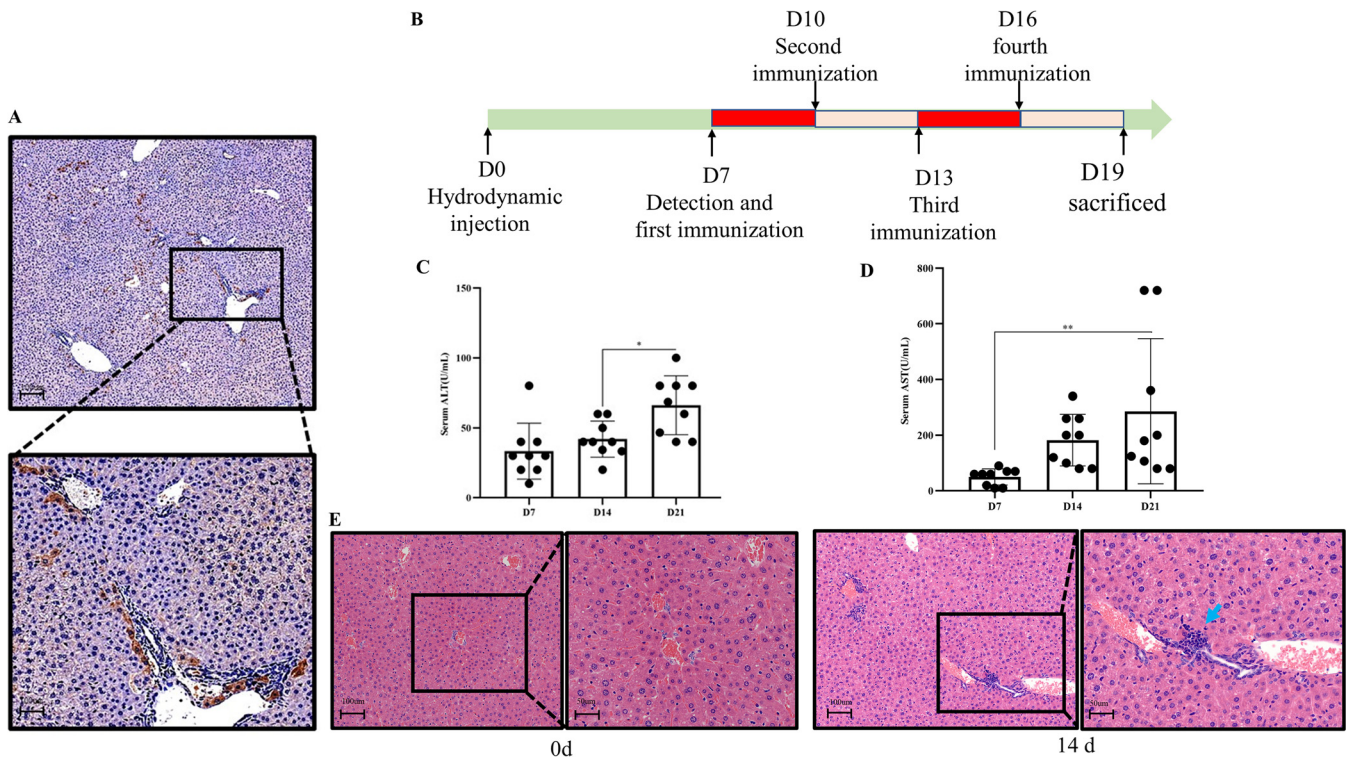 A
B
D10
Second
immunization
D16
fourth
immunization
D0
Hydrodynamic
injection
D7
Detection and
first immunization
D13
Third
immunization
D19
sacrificed
C
Serum ALT(U/mL)
150
100
50
0
*
D7
D14
D21
D
Serum AST(U/mL)
800
600
400
200
0
**
D7
D14
D21
E
100um
50um
0d
100um
50um
14 d